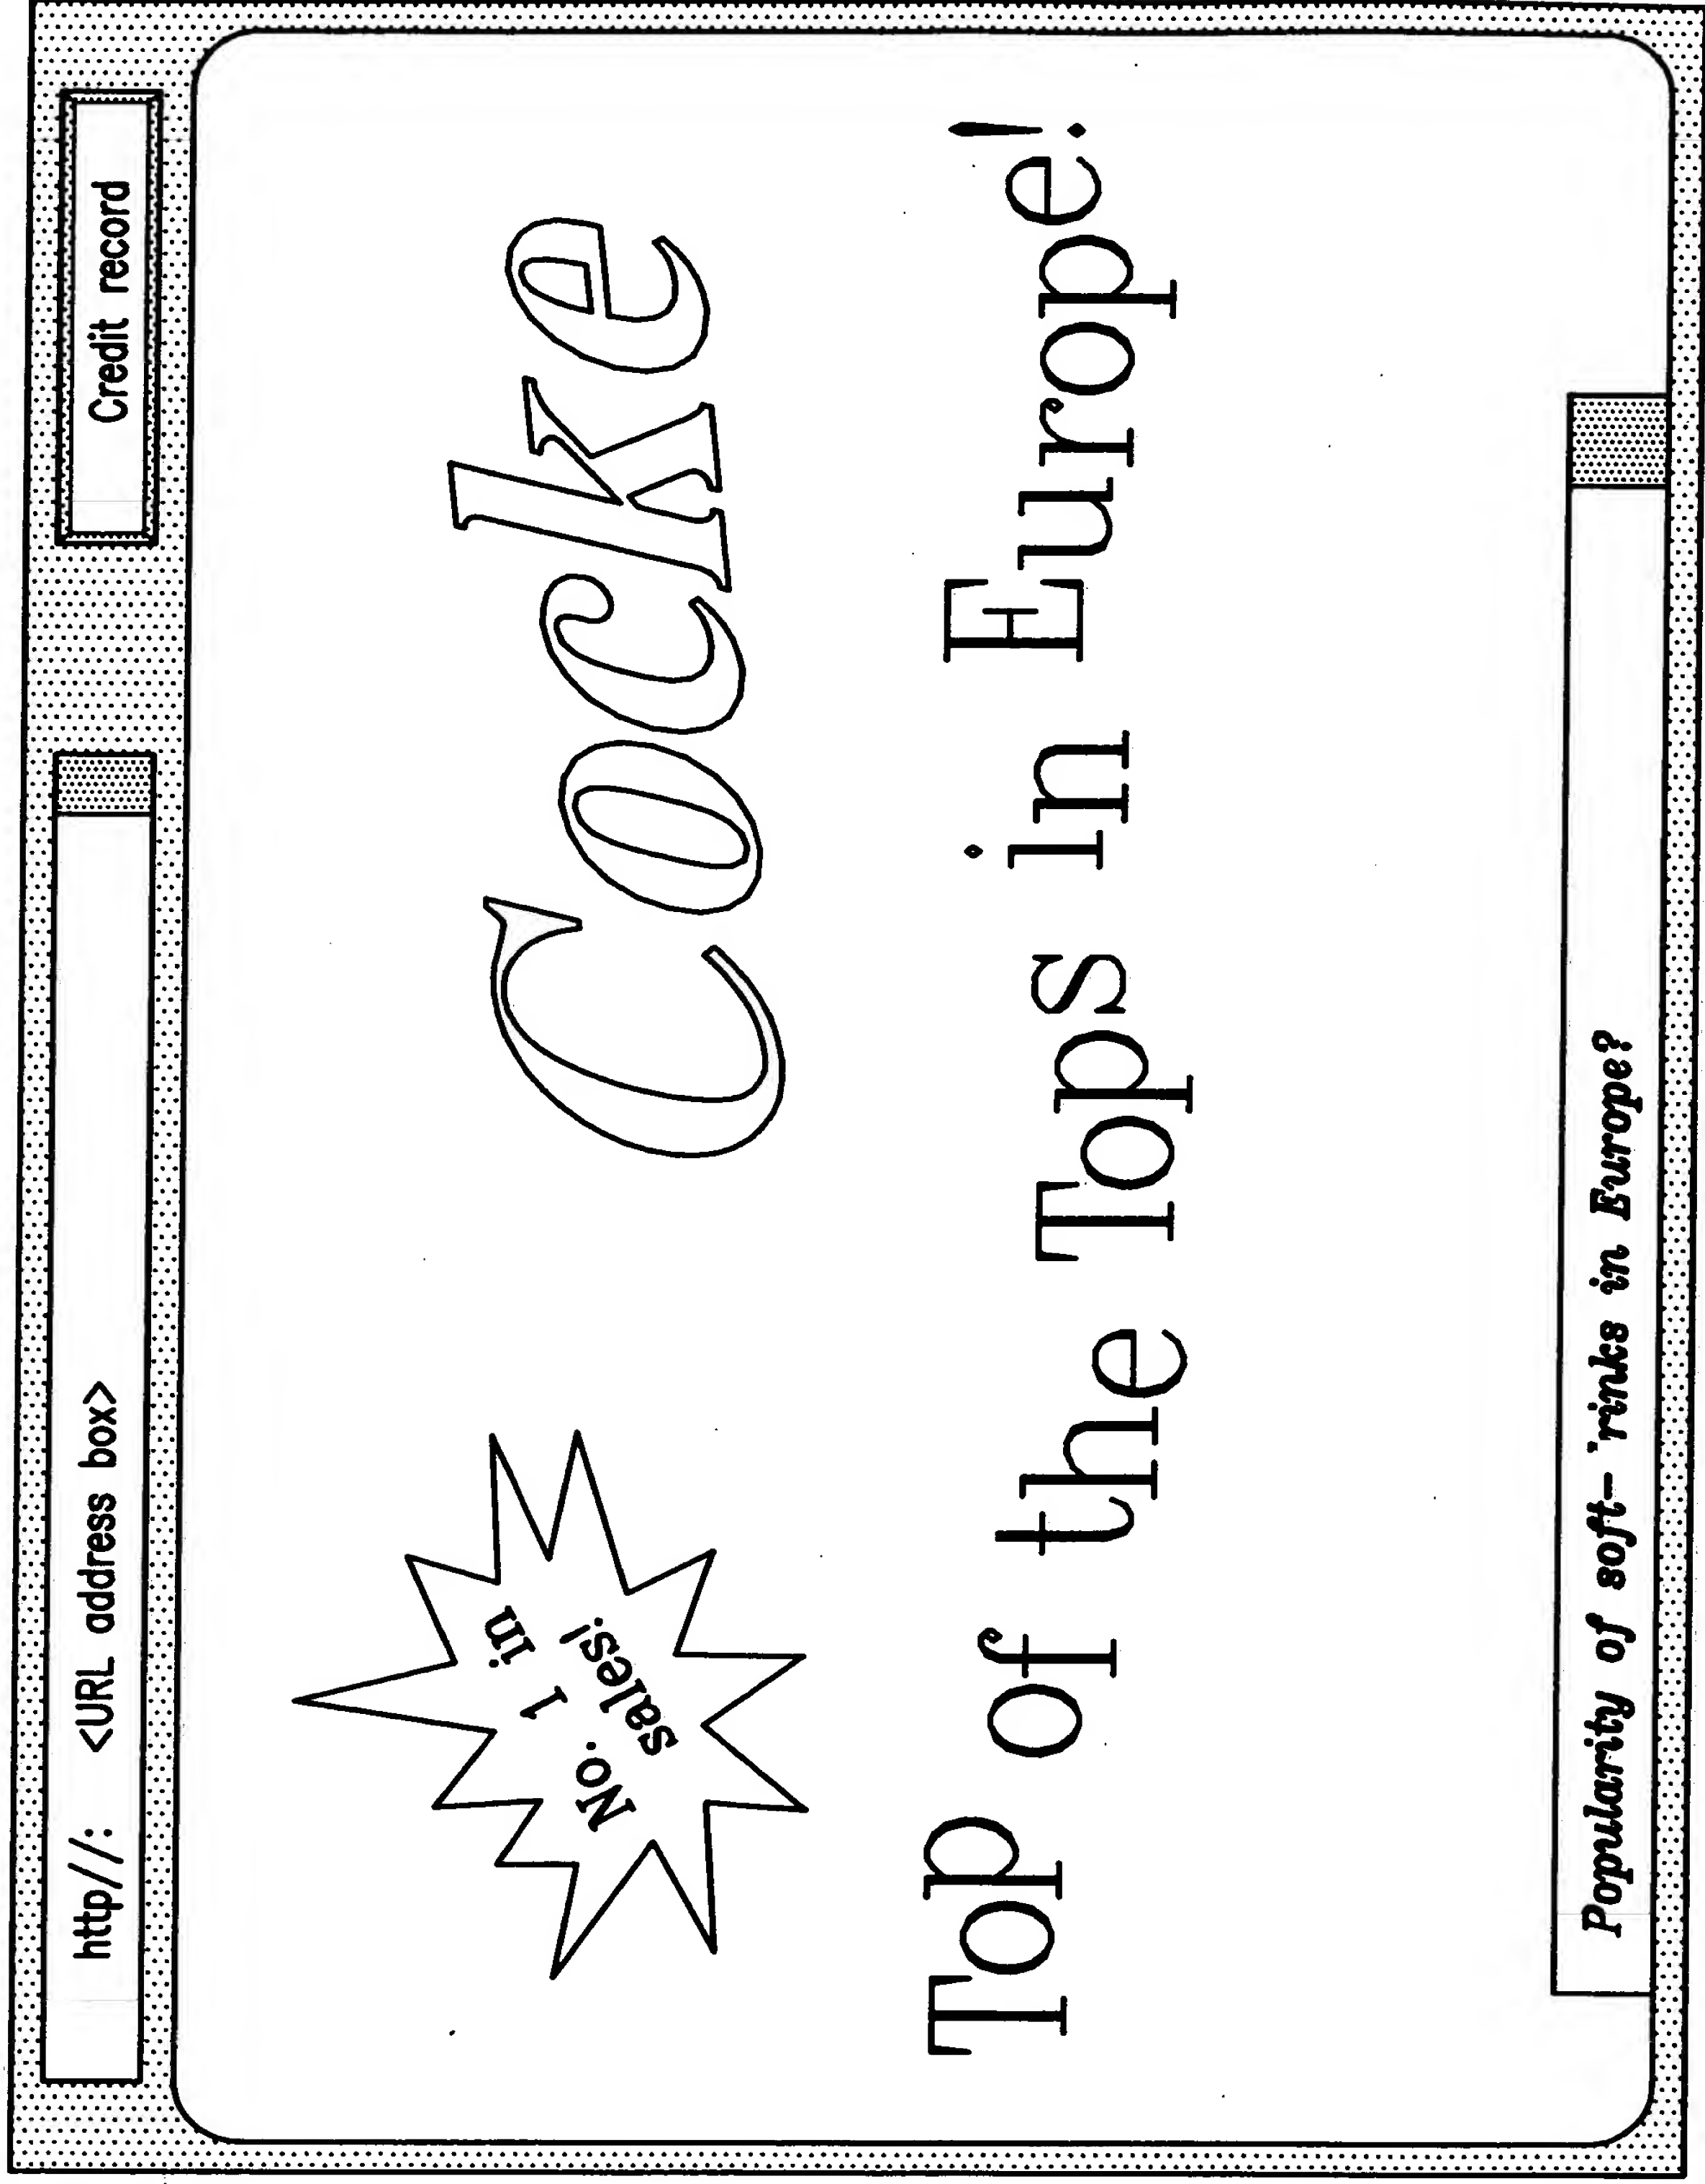 http//: <URL address box>
Credit record
No. 1 in
sales!
Cocke
Top of the Tops in Europe!
Popularity of soft- rinks in Europe?